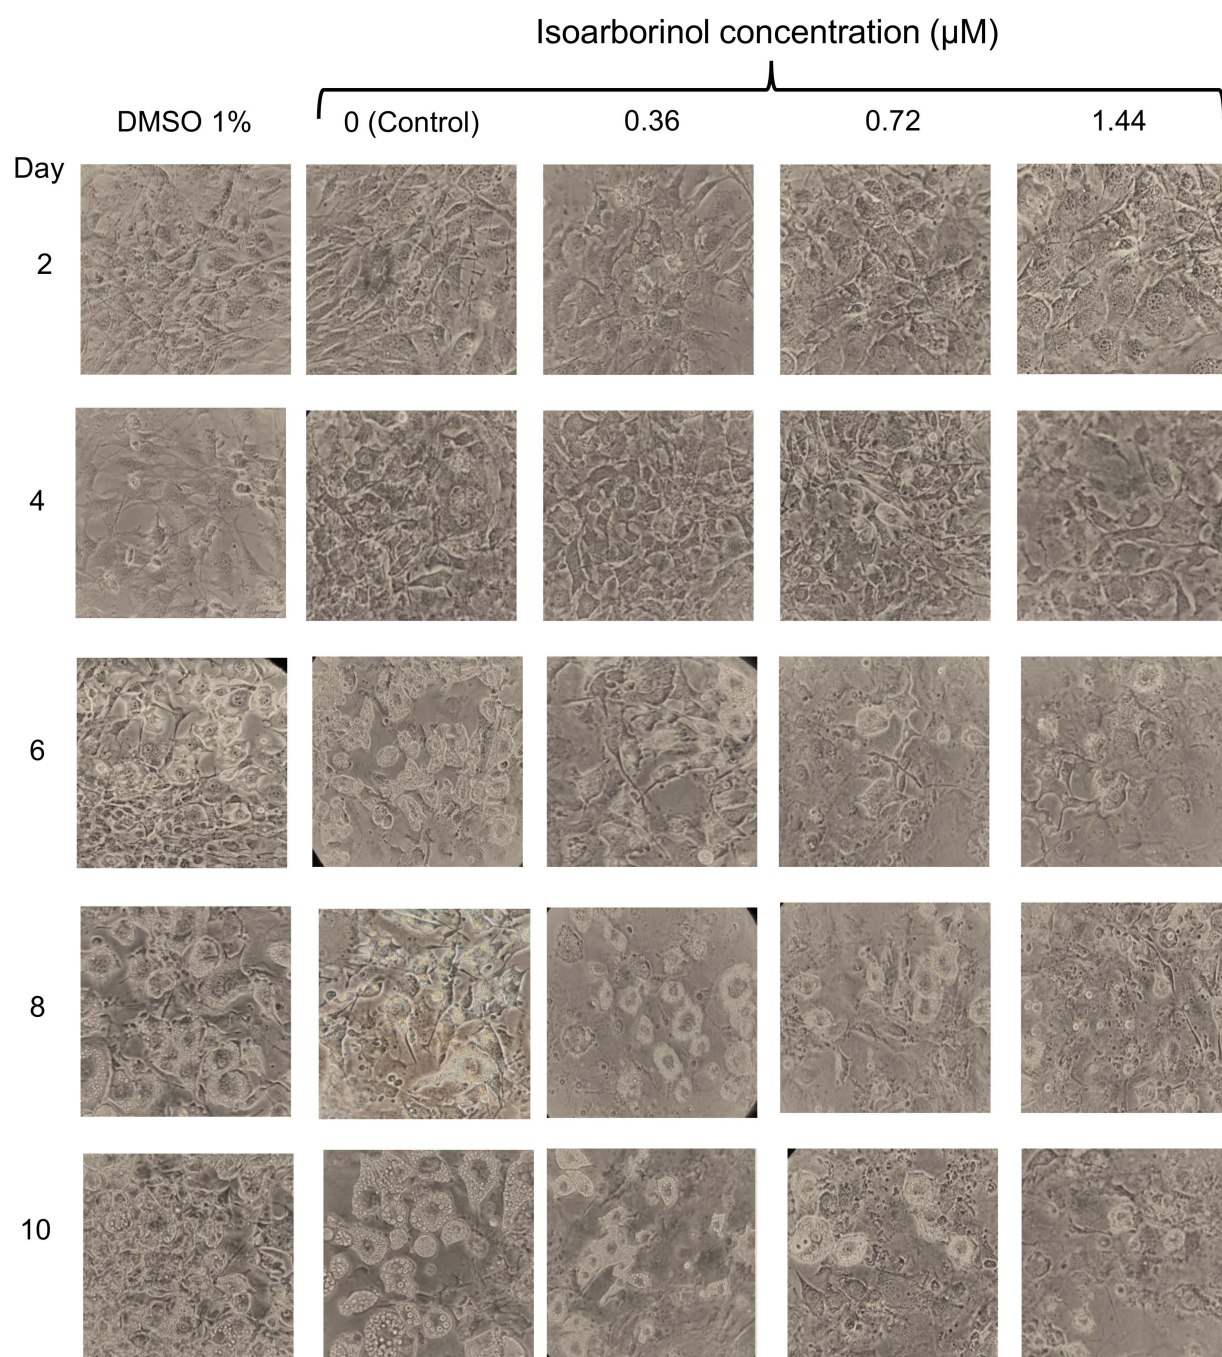 Isoarborinol concentration (µM)
DMSO 1%
0 (Control)
0.36
0.72
1.44
Day
2
4
6
8
10